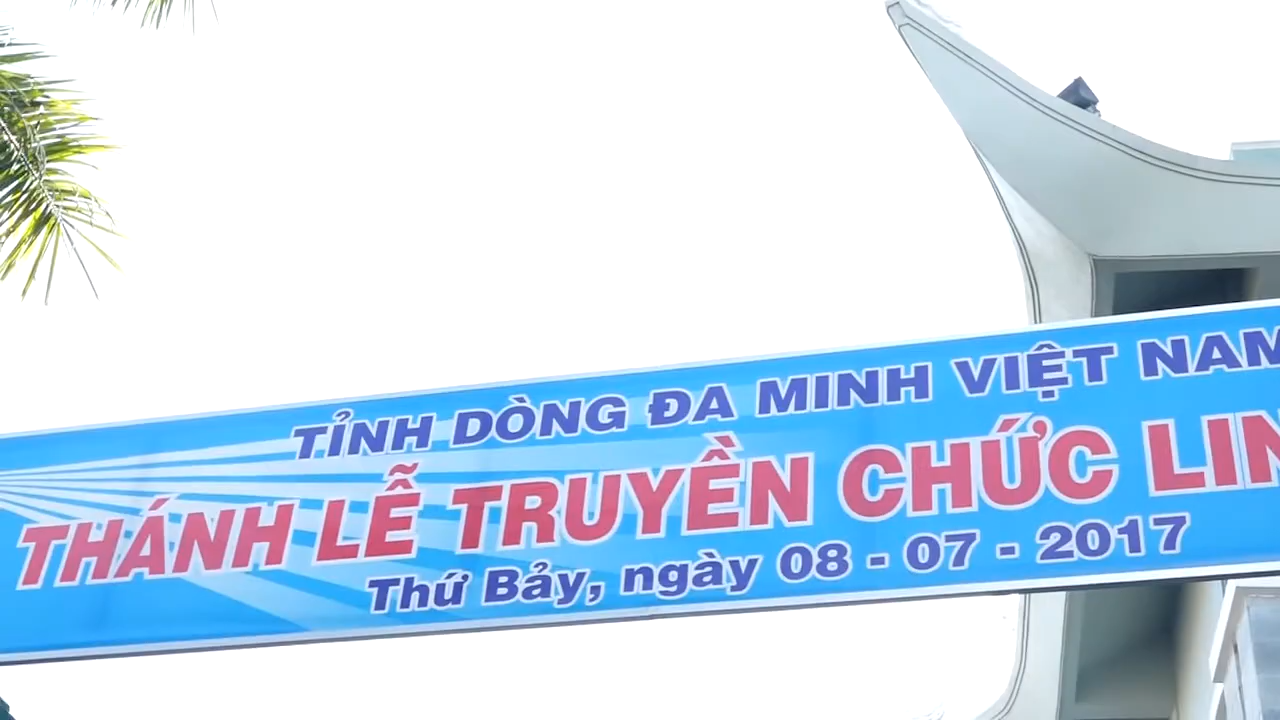 TỈNH DÒNG ĐA MINH VIỆT NAM
THÁNH LỄ TRUYỀN CHỨC LIN
Thứ Bảy, ngày 08 - 07 - 2017